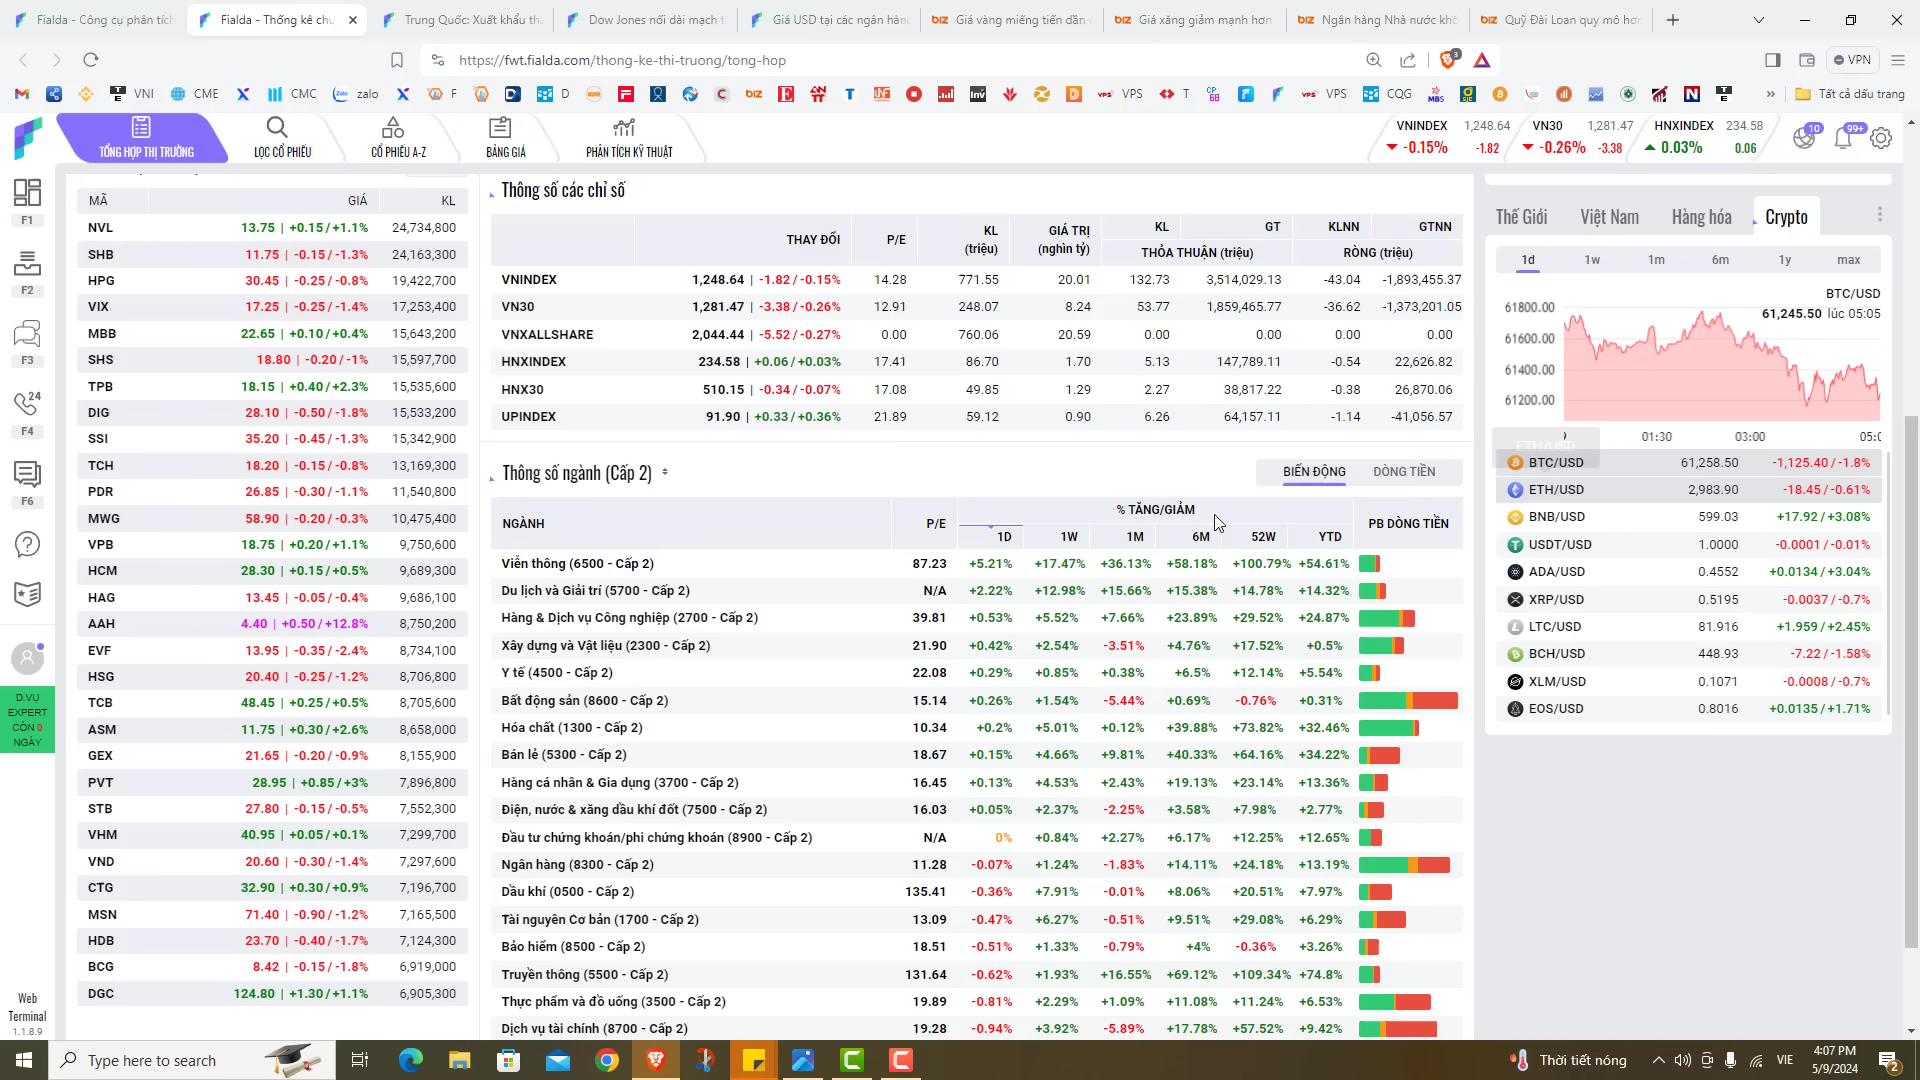 Fialda - Công cụ phân tích
Fialda - Thống kê chu
Trung Quốc: Xuất khẩu th
Dow Jones nối dài mạch t
Giá USD tại các ngân hàn
Giá vàng miếng tiến dần
Giá xăng giảm mạnh hơn
Ngân hàng Nhà nước khô
Quỹ Đài Loan quy mô hơ
https://fwt.fialda.com/thong-ke-thi-truong/tong-hop
VPN
VNI CME CMC zalo F D VPS T VPS CQG Tất cả dấu trang
TỔNG HỢP THỊ TRƯỜNG
LỌC CỔ PHIẾU
CỔ PHIẾU A-Z
BẢNG GIÁ
PHÂN TÍCH KỸ THUẬT
VNINDEX 1,248.64
-0.15% -1.82
VN30 1,281.47
-0.26% -3.38
HNXINDEX 234.58
0.03% 0.06
10
99+
F1
F2
F3
24
F4
F6
D.VỤ
EXPERT
CÒN 0
NGÀY
Web
Terminal
1.1.8.9
MÃ GIÁ KL
NVL 13.75 | +0.15 / +1.1% 24,734,800
SHB 11.75 | -0.15 / -1.3% 24,163,300
HPG 30.45 | -0.25 / -0.8% 19,422,700
VIX 17.25 | -0.25 / -1.4% 17,253,400
MBB 22.65 | +0.10 / +0.4% 15,643,200
SHS 18.80 | -0.20 / -1% 15,597,700
TPB 18.15 | +0.40 / +2.3% 15,535,600
DIG 28.10 | -0.50 / -1.8% 15,533,200
SSI 35.20 | -0.45 / -1.3% 15,342,900
TCH 18.20 | -0.15 / -0.8% 13,169,300
PDR 26.85 | -0.30 / -1.1% 11,540,800
MWG 58.90 | -0.20 / -0.3% 10,475,400
VPB 18.75 | +0.20 / +1.1% 9,750,600
HCM 28.30 | +0.15 / +0.5% 9,689,300
HAG 13.45 | -0.05 / -0.4% 9,686,100
AAH 4.40 | +0.50 / +12.8% 8,750,200
EVF 13.95 | -0.35 / -2.4% 8,734,100
HSG 20.40 | -0.25 / -1.2% 8,706,800
TCB 48.45 | +0.25 / +0.5% 8,705,600
ASM 11.75 | +0.30 / +2.6% 8,658,000
GEX 21.65 | -0.20 / -0.9% 8,155,900
PVT 28.95 | +0.85 / +3% 7,896,800
STB 27.80 | -0.15 / -0.5% 7,552,300
VHM 40.95 | +0.05 / +0.1% 7,299,700
VND 20.60 | -0.30 / -1.4% 7,297,600
CTG 32.90 | +0.30 / +0.9% 7,196,700
MSN 71.40 | -0.90 / -1.2% 7,165,500
HDB 23.70 | -0.40 / -1.7% 7,124,300
BCG 8.42 | -0.15 / -1.8% 6,919,000
DGC 124.80 | +1.30 / +1.1% 6,905,300
Thông số các chỉ số
THAY ĐỔI P/E KL (triệu) GIÁ TRỊ (nghìn tỷ) KL GT KLNN GTNN
THỎA THUẬN (triệu) RÒNG (triệu)
VNINDEX 1,248.64 | -1.82 / -0.15% 14.28 771.55 20.01 132.73 3,514,029.13 -43.04 -1,893,455.37
VN30 1,281.47 | -3.38 / -0.26% 12.91 248.07 8.24 53.77 1,859,465.77 -36.62 -1,373,201.05
VNXALLSHARE 2,044.44 | -5.52 / -0.27% 0.00 760.06 20.59 0.00 0.00 0.00 0.00
HNXINDEX 234.58 | +0.06 / +0.03% 17.41 86.70 1.70 5.13 147,789.11 -0.54 22,626.82
HNX30 510.15 | -0.34 / -0.07% 17.08 49.85 1.29 2.27 38,817.22 -0.38 26,870.06
UPINDEX 91.90 | +0.33 / +0.36% 21.89 59.12 0.90 6.26 64,157.11 -1.14 -41,056.57
Thông số ngành (Cấp 2) BIẾN ĐỘNG DÒNG TIỀN
NGÀNH P/E % TĂNG/GIẢM PB DÒNG TIỀN
1D 1W 1M 6M 52W YTD
Viễn thông (6500 - Cấp 2) 87.23 +5.21% +17.47% +36.13% +58.18% +100.79% +54.61%
Du lịch và Giải trí (5700 - Cấp 2) N/A +2.22% +12.98% +15.66% +15.38% +14.78% +14.32%
Hàng & Dịch vụ Công nghiệp (2700 - Cấp 2) 39.81 +0.53% +5.52% +7.66% +23.89% +29.52% +24.87%
Xây dựng và Vật liệu (2300 - Cấp 2) 21.90 +0.42% +2.54% -3.51% +4.76% +17.52% +0.5%
Y tế (4500 - Cấp 2) 22.08 +0.29% +0.85% +0.38% +6.5% +12.14% +5.54%
Bất động sản (8600 - Cấp 2) 15.14 +0.26% +1.54% -5.44% +0.69% -0.76% +0.31%
Hóa chất (1300 - Cấp 2) 10.34 +0.2% +5.01% +0.12% +39.88% +73.82% +32.46%
Bán lẻ (5300 - Cấp 2) 18.67 +0.15% +4.66% +9.81% +40.33% +64.16% +34.22%
Hàng cá nhân & Gia dụng (3700 - Cấp 2) 16.45 +0.13% +4.53% +2.43% +19.13% +23.14% +13.36%
Điện, nước & xăng dầu khí đốt (7500 - Cấp 2) 16.03 +0.05% +2.37% -2.25% +3.58% +7.98% +2.77%
Đầu tư chứng khoán/phi chứng khoán (8900 - Cấp 2) N/A 0% +0.84% +2.27% +6.17% +12.25% +12.65%
Ngân hàng (8300 - Cấp 2) 11.28 -0.07% +1.24% -1.83% +14.11% +24.18% +13.19%
Dầu khí (0500 - Cấp 2) 135.41 -0.36% +7.91% -0.01% +8.06% +20.51% +7.97%
Tài nguyên Cơ bản (1700 - Cấp 2) 13.09 -0.47% +6.27% -0.51% +9.51% +29.08% +6.29%
Bảo hiểm (8500 - Cấp 2) 18.51 -0.51% +1.33% -0.79% +4% -0.36% +3.26%
Truyền thông (5500 - Cấp 2) 131.64 -0.62% +1.93% +16.55% +69.12% +109.34% +74.8%
Thực phẩm và đồ uống (3500 - Cấp 2) 19.89 -0.81% +2.29% +1.09% +11.08% +11.24% +6.53%
Dịch vụ tài chính (8700 - Cấp 2) 19.28 -0.94% +3.92% -5.89% +17.78% +57.52% +9.42%
Thế Giới Việt Nam Hàng hóa Crypto
1d 1w 1m 6m 1y max
BTC/USD
61,245.50 lúc 05:05
61800.00
61600.00
61400.00
61200.00
01:30 03:00 05:0
ETH/USD
BTC/USD 61,258.50 -1,125.40 / -1.8%
ETH/USD 2,983.90 -18.45 / -0.61%
BNB/USD 599.03 +17.92 / +3.08%
USDT/USD 1.0000 -0.0001 / -0.01%
ADA/USD 0.4552 +0.0134 / +3.04%
XRP/USD 0.5195 -0.0037 / -0.7%
LTC/USD 81.916 +1.959 / +2.45%
BCH/USD 448.93 -7.22 / -1.58%
XLM/USD 0.1071 -0.0008 / -0.7%
EOS/USD 0.8016 +0.0135 / +1.71%
Type here to search
Thời tiết nóng
VIE
4:07 PM
5/9/2024
2